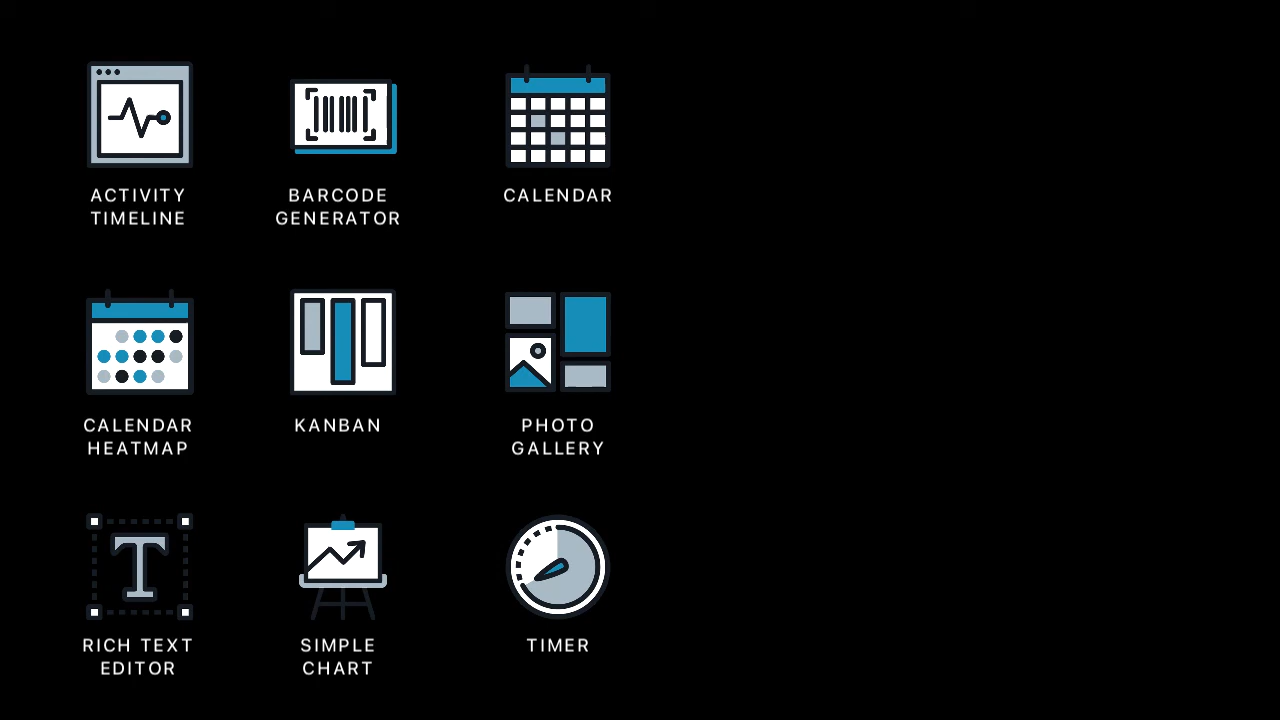 ACTIVITY
TIMELINE
BARCODE
GENERATOR
CALENDAR
CALENDAR
HEATMAP
KANBAN
PHOTO
GALLERY
T
RICH TEXT
EDITOR
SIMPLE
CHART
TIMER